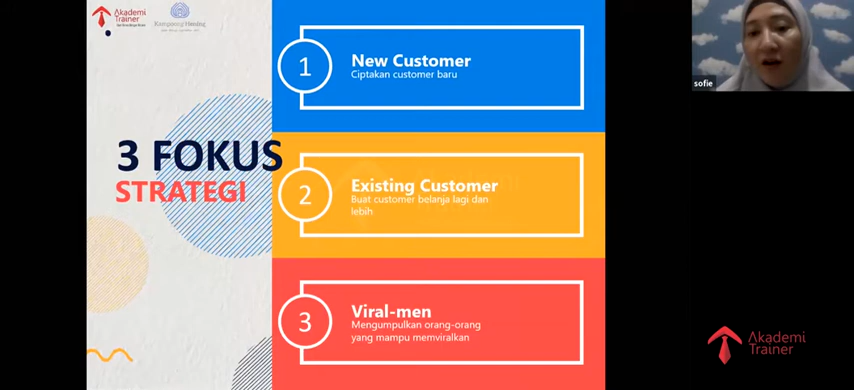 Akademi
Trainer
Kampoong Hening
3 FOKUS
STRATEGI
1
New Customer
Ciptakan customer baru
2
Existing Customer
Buat customer belanja lagi dan
lebih
3
Viral-men
Mengumpulkan orang-orang
yang mampu memviralkan
sofie
Akademi
Trainer